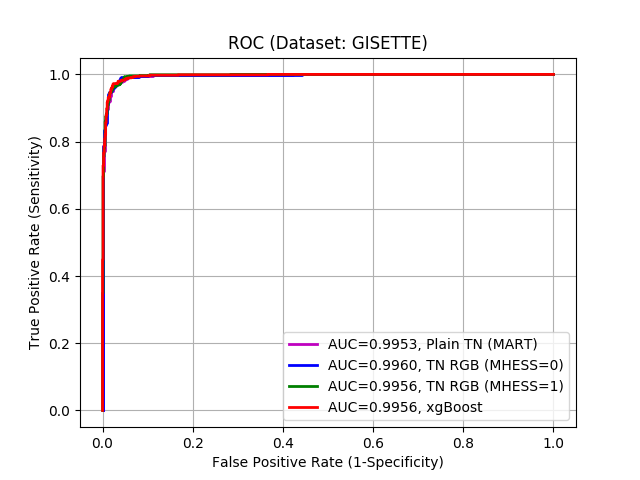 ROC (Dataset: GISETTE)
True Positive Rate (Sensitivity)
1.0
0.8
0.6
0.4
0.2
0.0
AUC=0.9953, Plain TN (MART)
AUC=0.9960, TN RGB (MHESS=0)
AUC=0.9956, TN RGB (MHESS=1)
AUC=0.9956, xgBoost
0.0 0.2 0.4 0.6 0.8 1.0
False Positive Rate (1-Specificity)